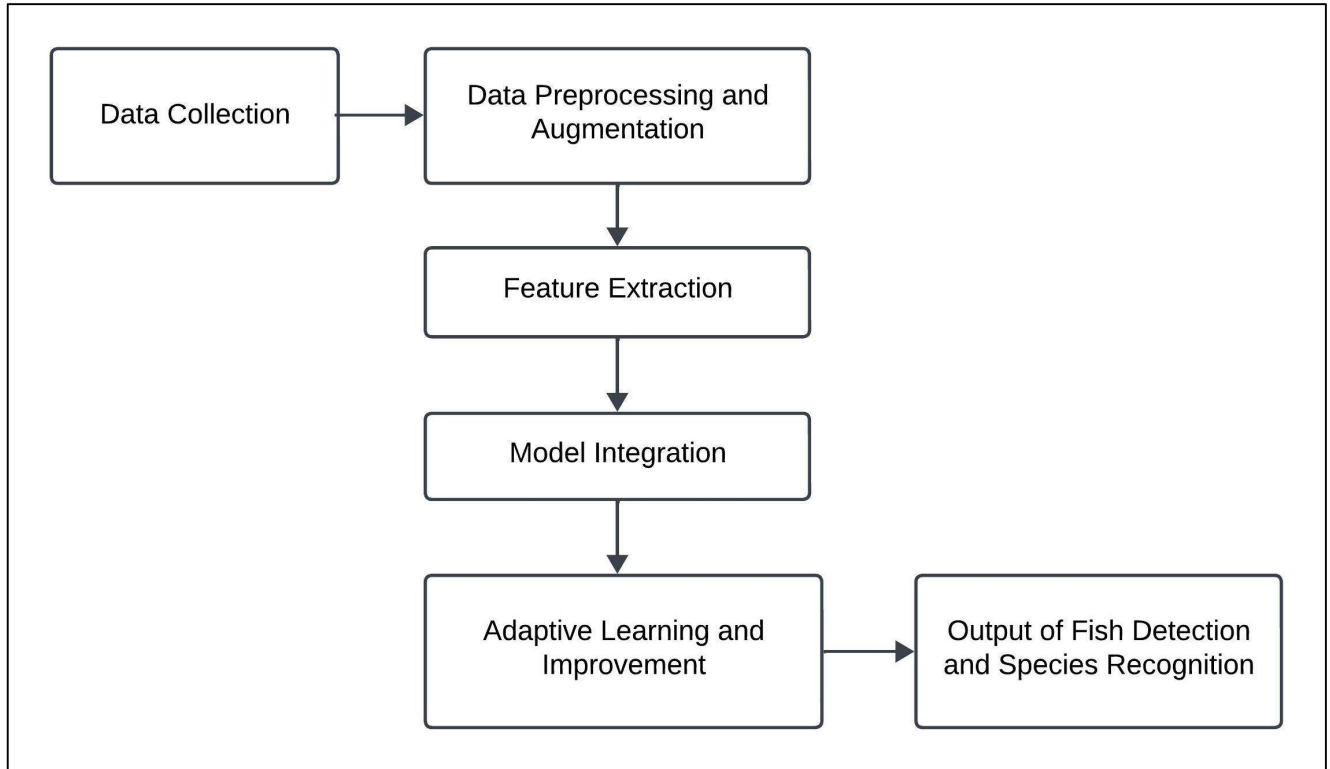 Data Collection
Data Preprocessing and
Augmentation
Feature Extraction
Model Integration
Adaptive Learning and
Improvement
Output of Fish Detection
and Species Recognition